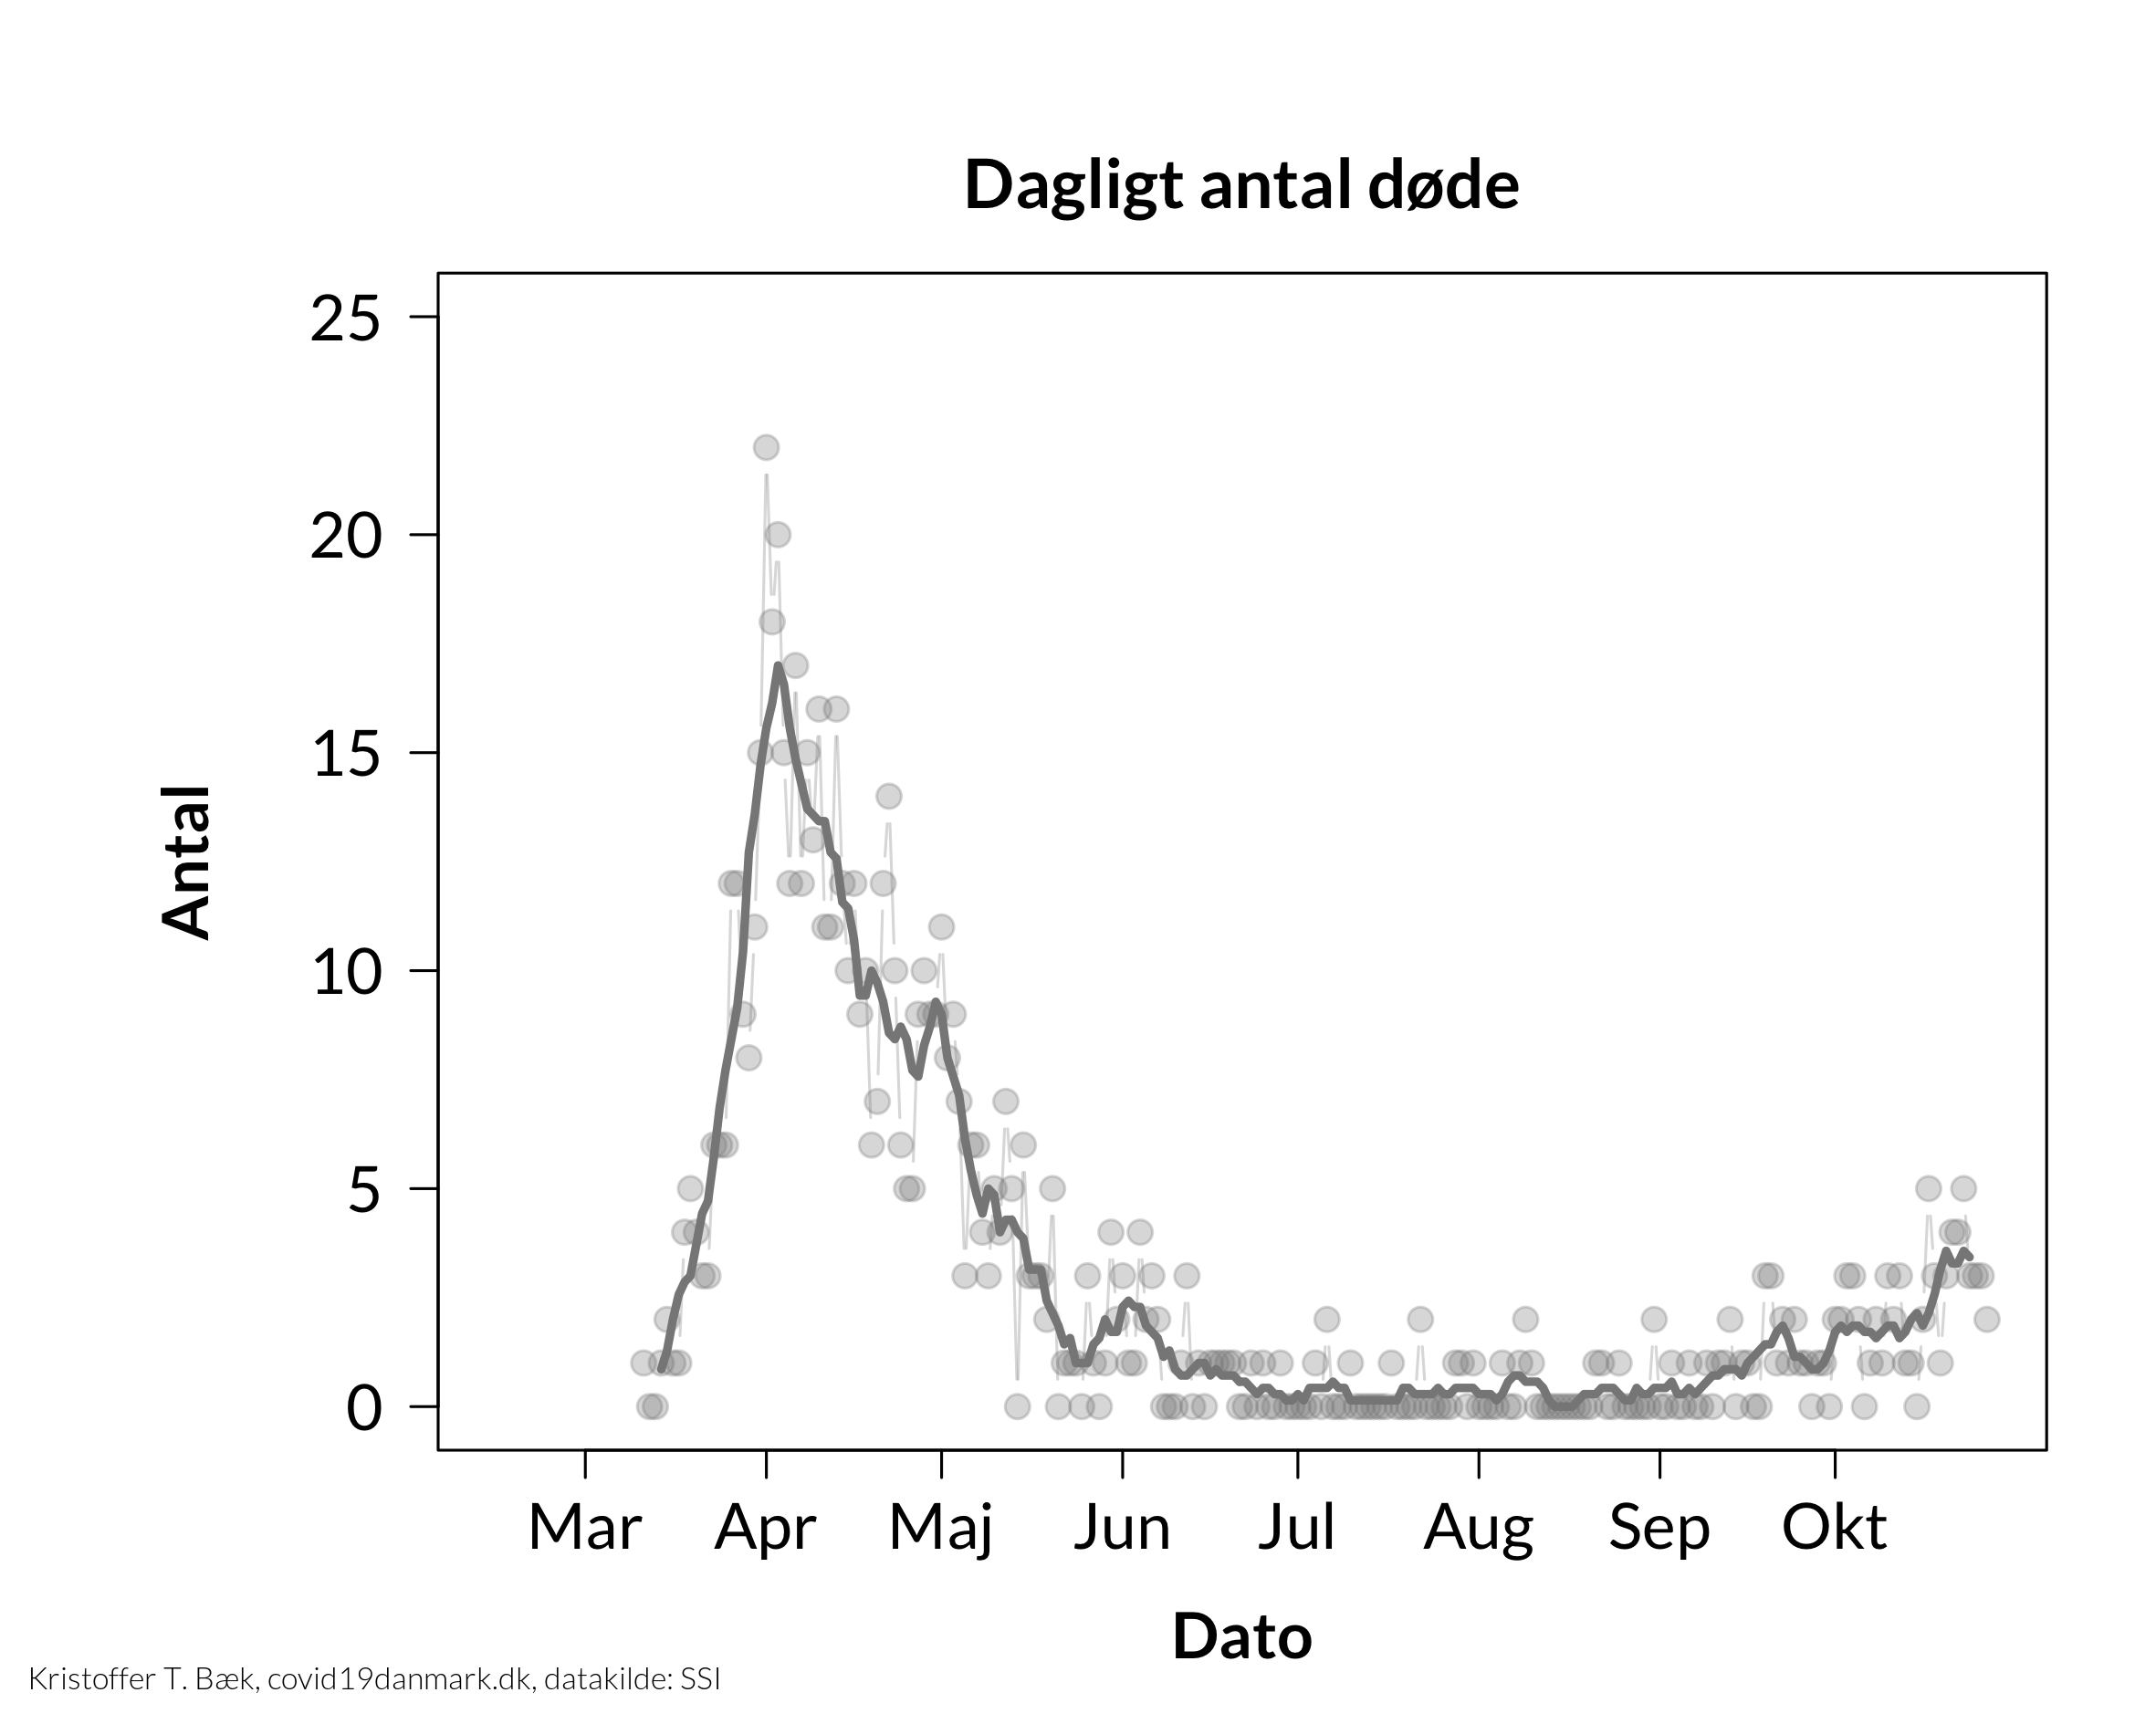 Dagligt antal døde
Antal
25
20
15
10
5
0
Mar Apr Maj Jun Jul Aug Sep Okt
Dato
Kristoffer T. Bæk, covid19danmark.dk, datakilde: SSI